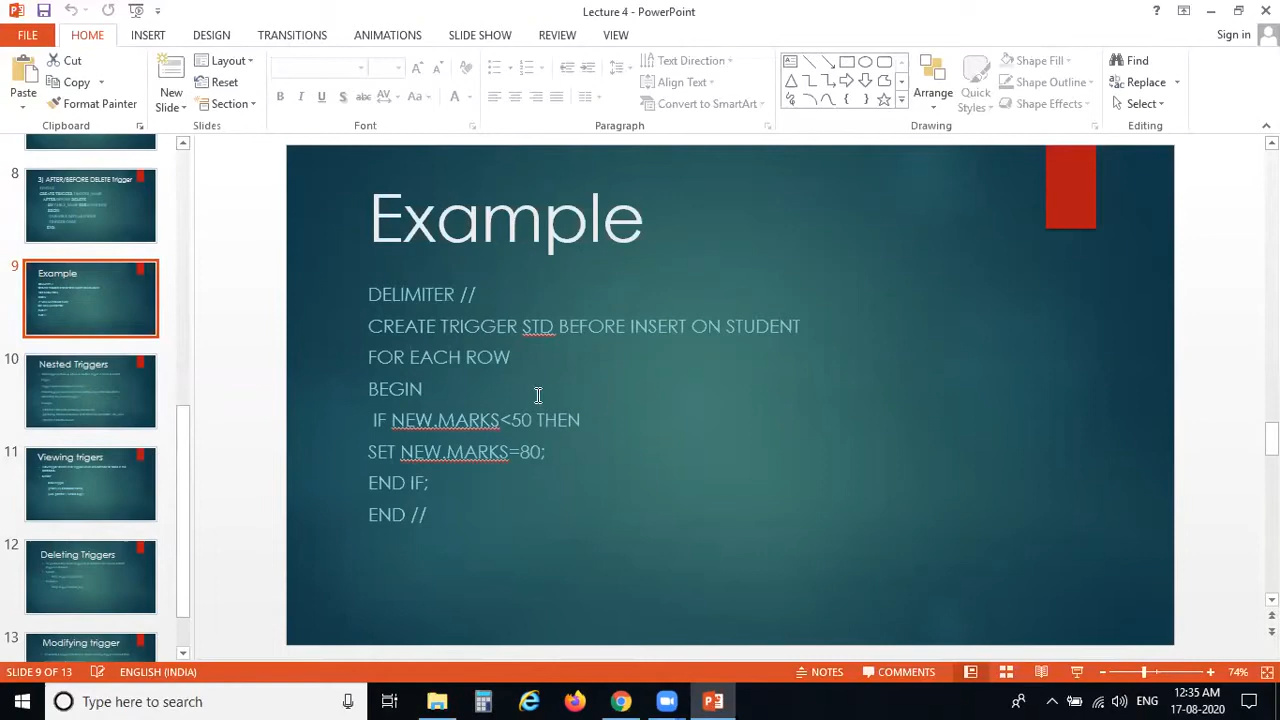 Lecture 4 - PowerPoint
Sign in
FILE
HOME
INSERT
DESIGN
TRANSITIONS
ANIMATIONS
SLIDE SHOW
REVIEW
VIEW
Paste
Cut
Copy
Format Painter
Clipboard
New Slide
Layout
Reset
Section
Slides
Font
Text Direction
Align Text
Convert to SmartArt
Paragraph
Arrange
Quick Styles
Shape Fill
Shape Outline
Shape Effects
Drawing
Find
Replace
Select
Editing
8
3) AFTER/BEFORE DELETE Trigger
9
Example
10
Nested Triggers
11
Viewing trigers
12
Deleting Triggers
13
Modifying trigger
Example
DELIMITER //
CREATE TRIGGER STD BEFORE INSERT ON STUDENT
FOR EACH ROW
BEGIN
IF NEW.MARKS<50 THEN
SET NEW.MARKS=80;
END IF;
END //
SLIDE 9 OF 13
ENGLISH (INDIA)
NOTES
COMMENTS
74%
Type here to search
ENG
12:35 AM
17-08-2020